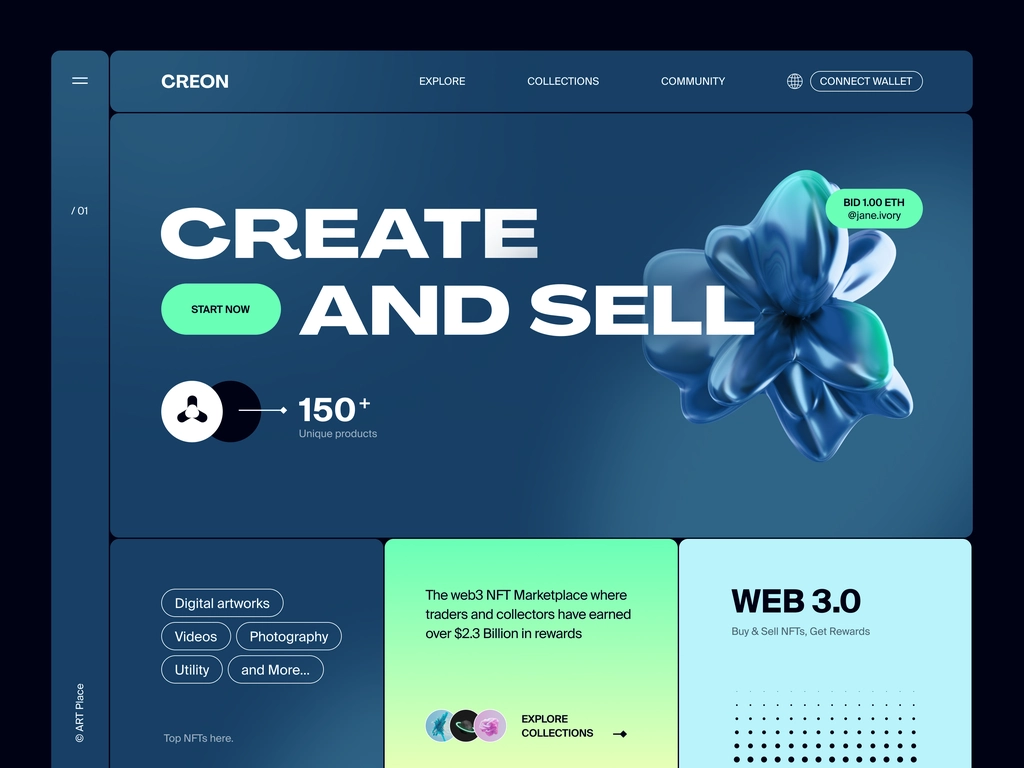 CREON
EXPLORE
COLLECTIONS
COMMUNITY
CONNECT WALLET
/ 01
BID 1.00 ETH
@jane.ivory
CREATE
START NOW
AND SELL
150+
Unique products
Digital artworks
Videos
Photography
Utility
and More...
Top NFTs here.
The web3 NFT Marketplace where
traders and collectors have earned
over $2.3 Billion in rewards
EXPLORE
COLLECTIONS
WEB 3.0
Buy & Sell NFTs, Get Rewards
© ART Place